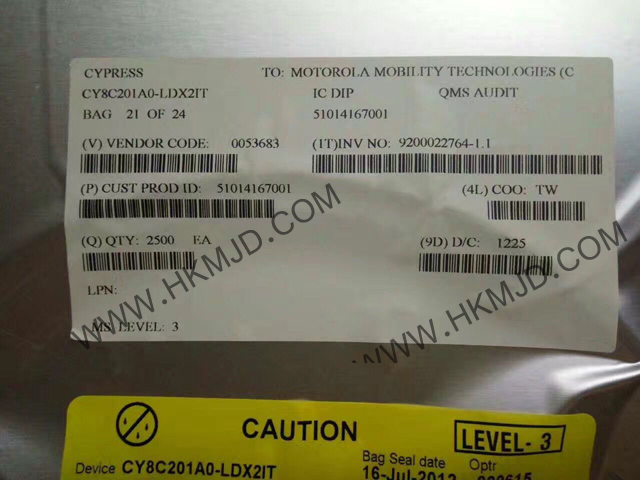 CYPRESS TO: MOTOROLA MOBILITY TECHNOLOGIES (C
CY8C201A0-LDX2IT IC DIP QMS AUDIT
BAG 21 OF 24 51014167001
(V) VENDOR CODE: 0053683 (1T)INV NO: 9200022764-1.1
(P) CUST PROD ID: 51014167001 (4L) COO: TW
(Q) QTY: 2500 EA (9D) D/C: 1225
LPN:
MS LEVEL: 3
WWW.HKMJD.COM
WWW.HKMJD.COM
CAUTION LEVEL- 3
Bag Seal date Optr
Device CY8C201A0-LDX2IT 16-Jul-2012